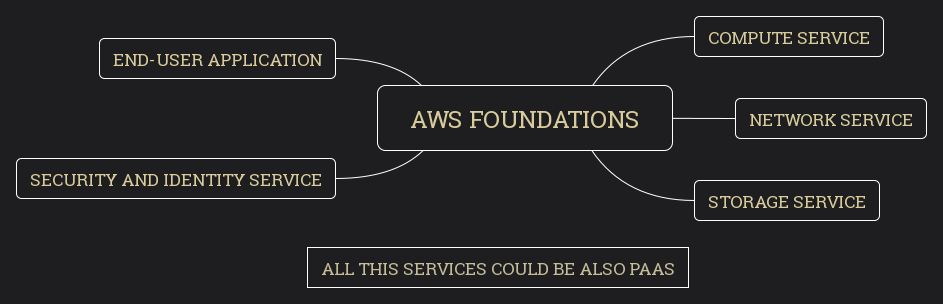 COMPUTE SERVICE
END-USER APPLICATION
AWS FOUNDATIONS
NETWORK SERVICE
SECURITY AND IDENTITY SERVICE
STORAGE SERVICE
ALL THIS SERVICES COULD BE ALSO PAAS